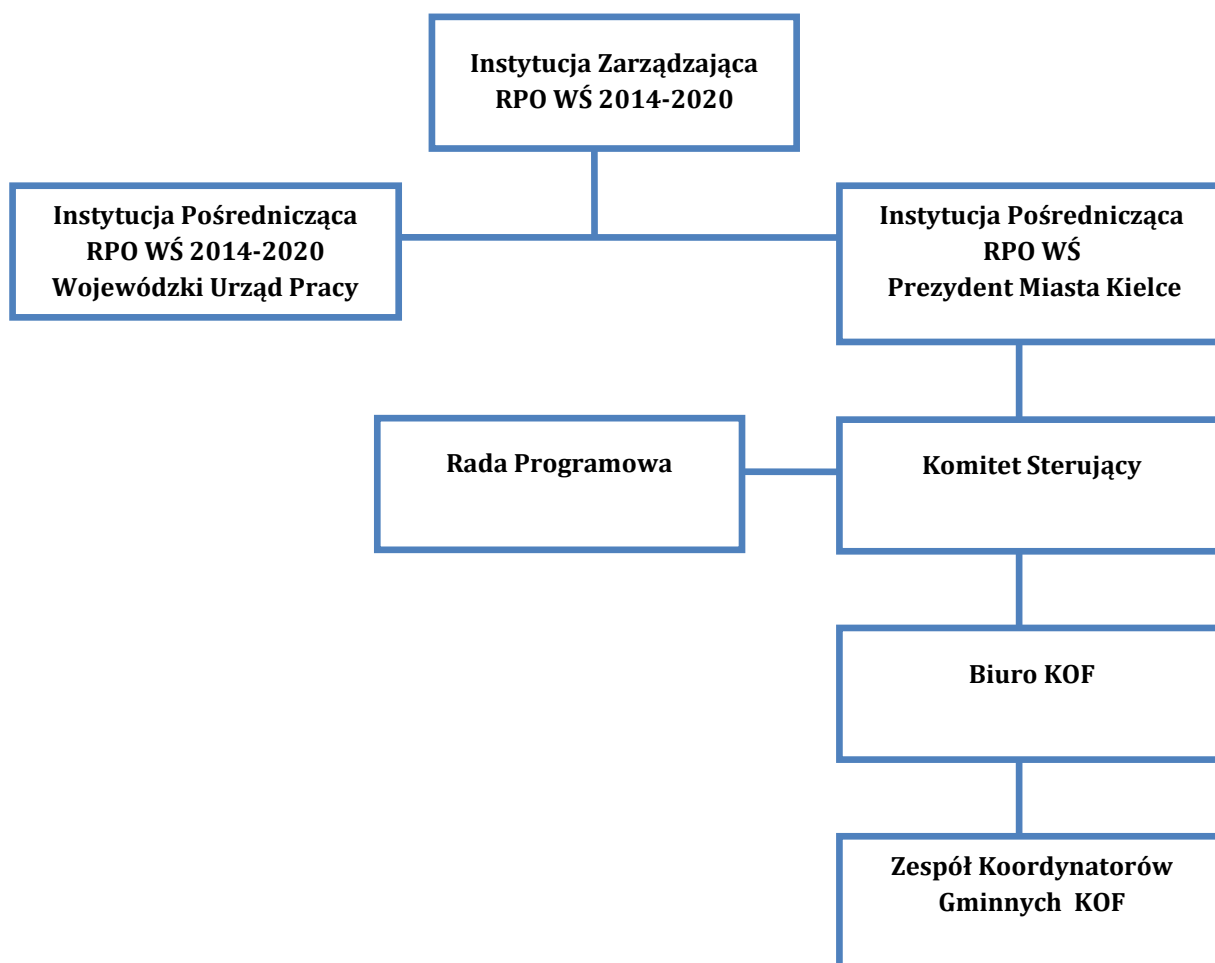 Instytucja Zarządzająca
RPO WŚ 2014-2020
Instytucja Pośrednicząca
RPO WŚ 2014-2020
Wojewódzki Urząd Pracy
Instytucja Pośrednicząca
RPO WŚ
Prezydent Miasta Kielce
Rada Programowa
Komitet Sterujący
Biuro KOF
Zespół Koordynatorów
Gminnych KOF